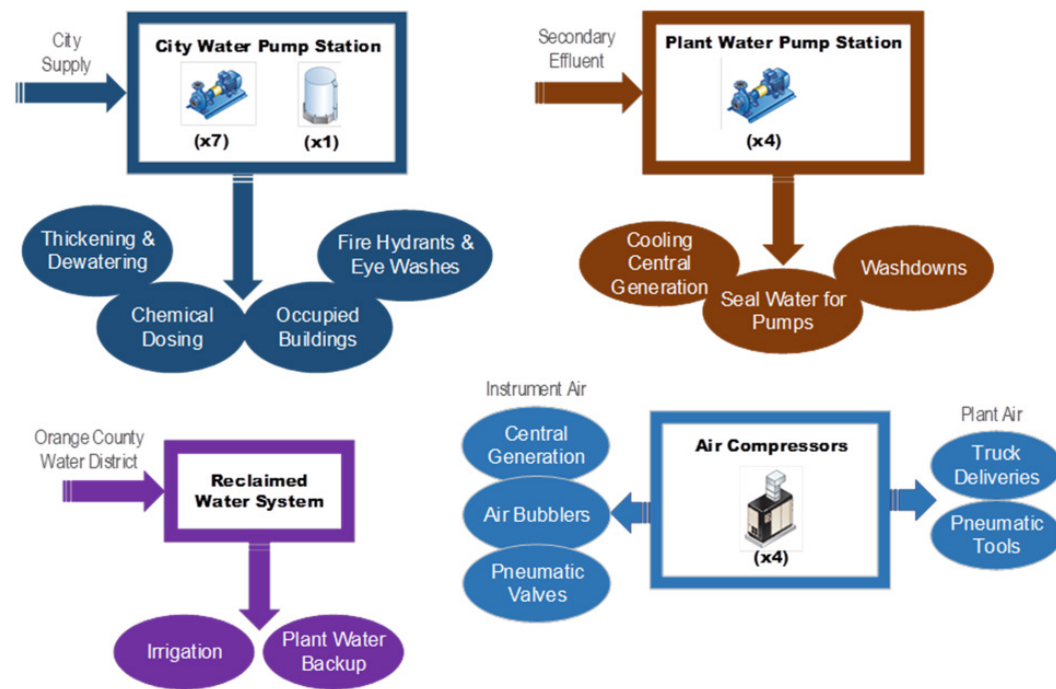 City
Supply
City Water Pump Station
(x7)
(x1)
Thickening &
Dewatering
Chemical
Dosing
Occupied
Buildings
Fire Hydrants &
Eye Washes
Secondary
Effluent
Plant Water Pump Station
(x4)
Cooling
Central
Generation
Seal Water for
Pumps
Washdowns
Orange County
Water District
Reclaimed
Water System
Irrigation
Plant Water
Backup
Instrument Air
Central
Generation
Air Bubblers
Pneumatic
Valves
Air Compressors
(x4)
Plant Air
Truck
Deliveries
Pneumatic
Tools